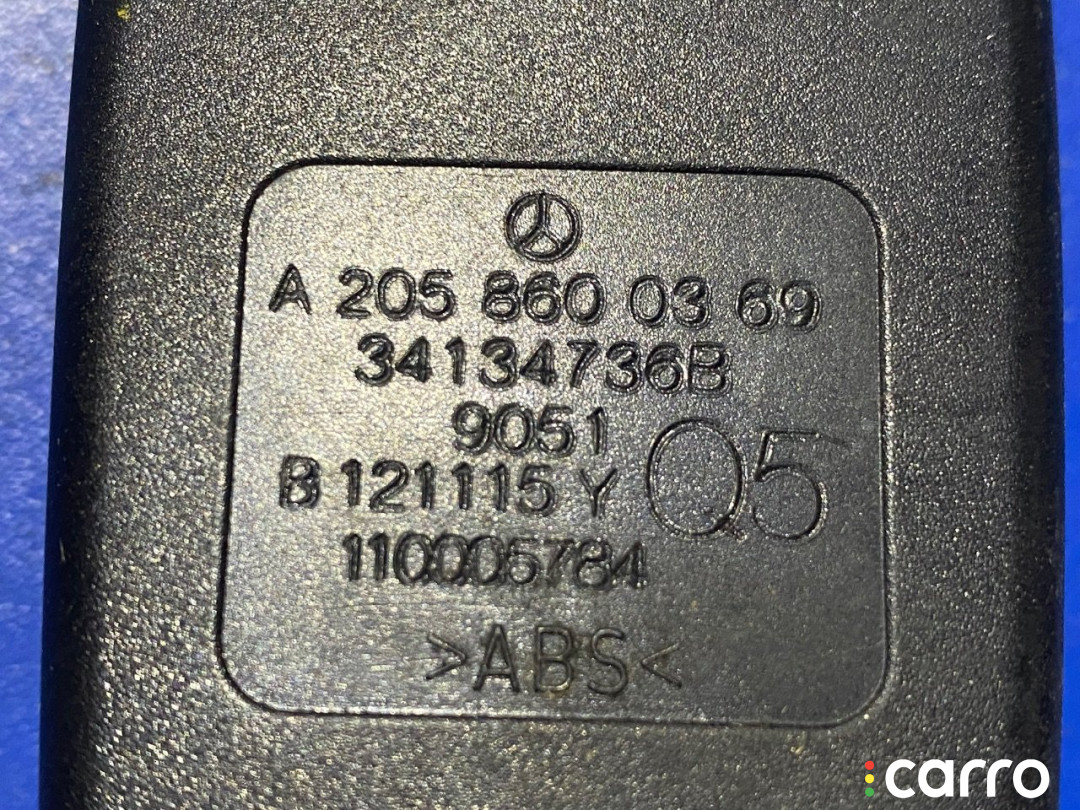 A 205 860 03 69
34134736B
9051
B 121115 Y Q5
110005784
>ABS<
carro